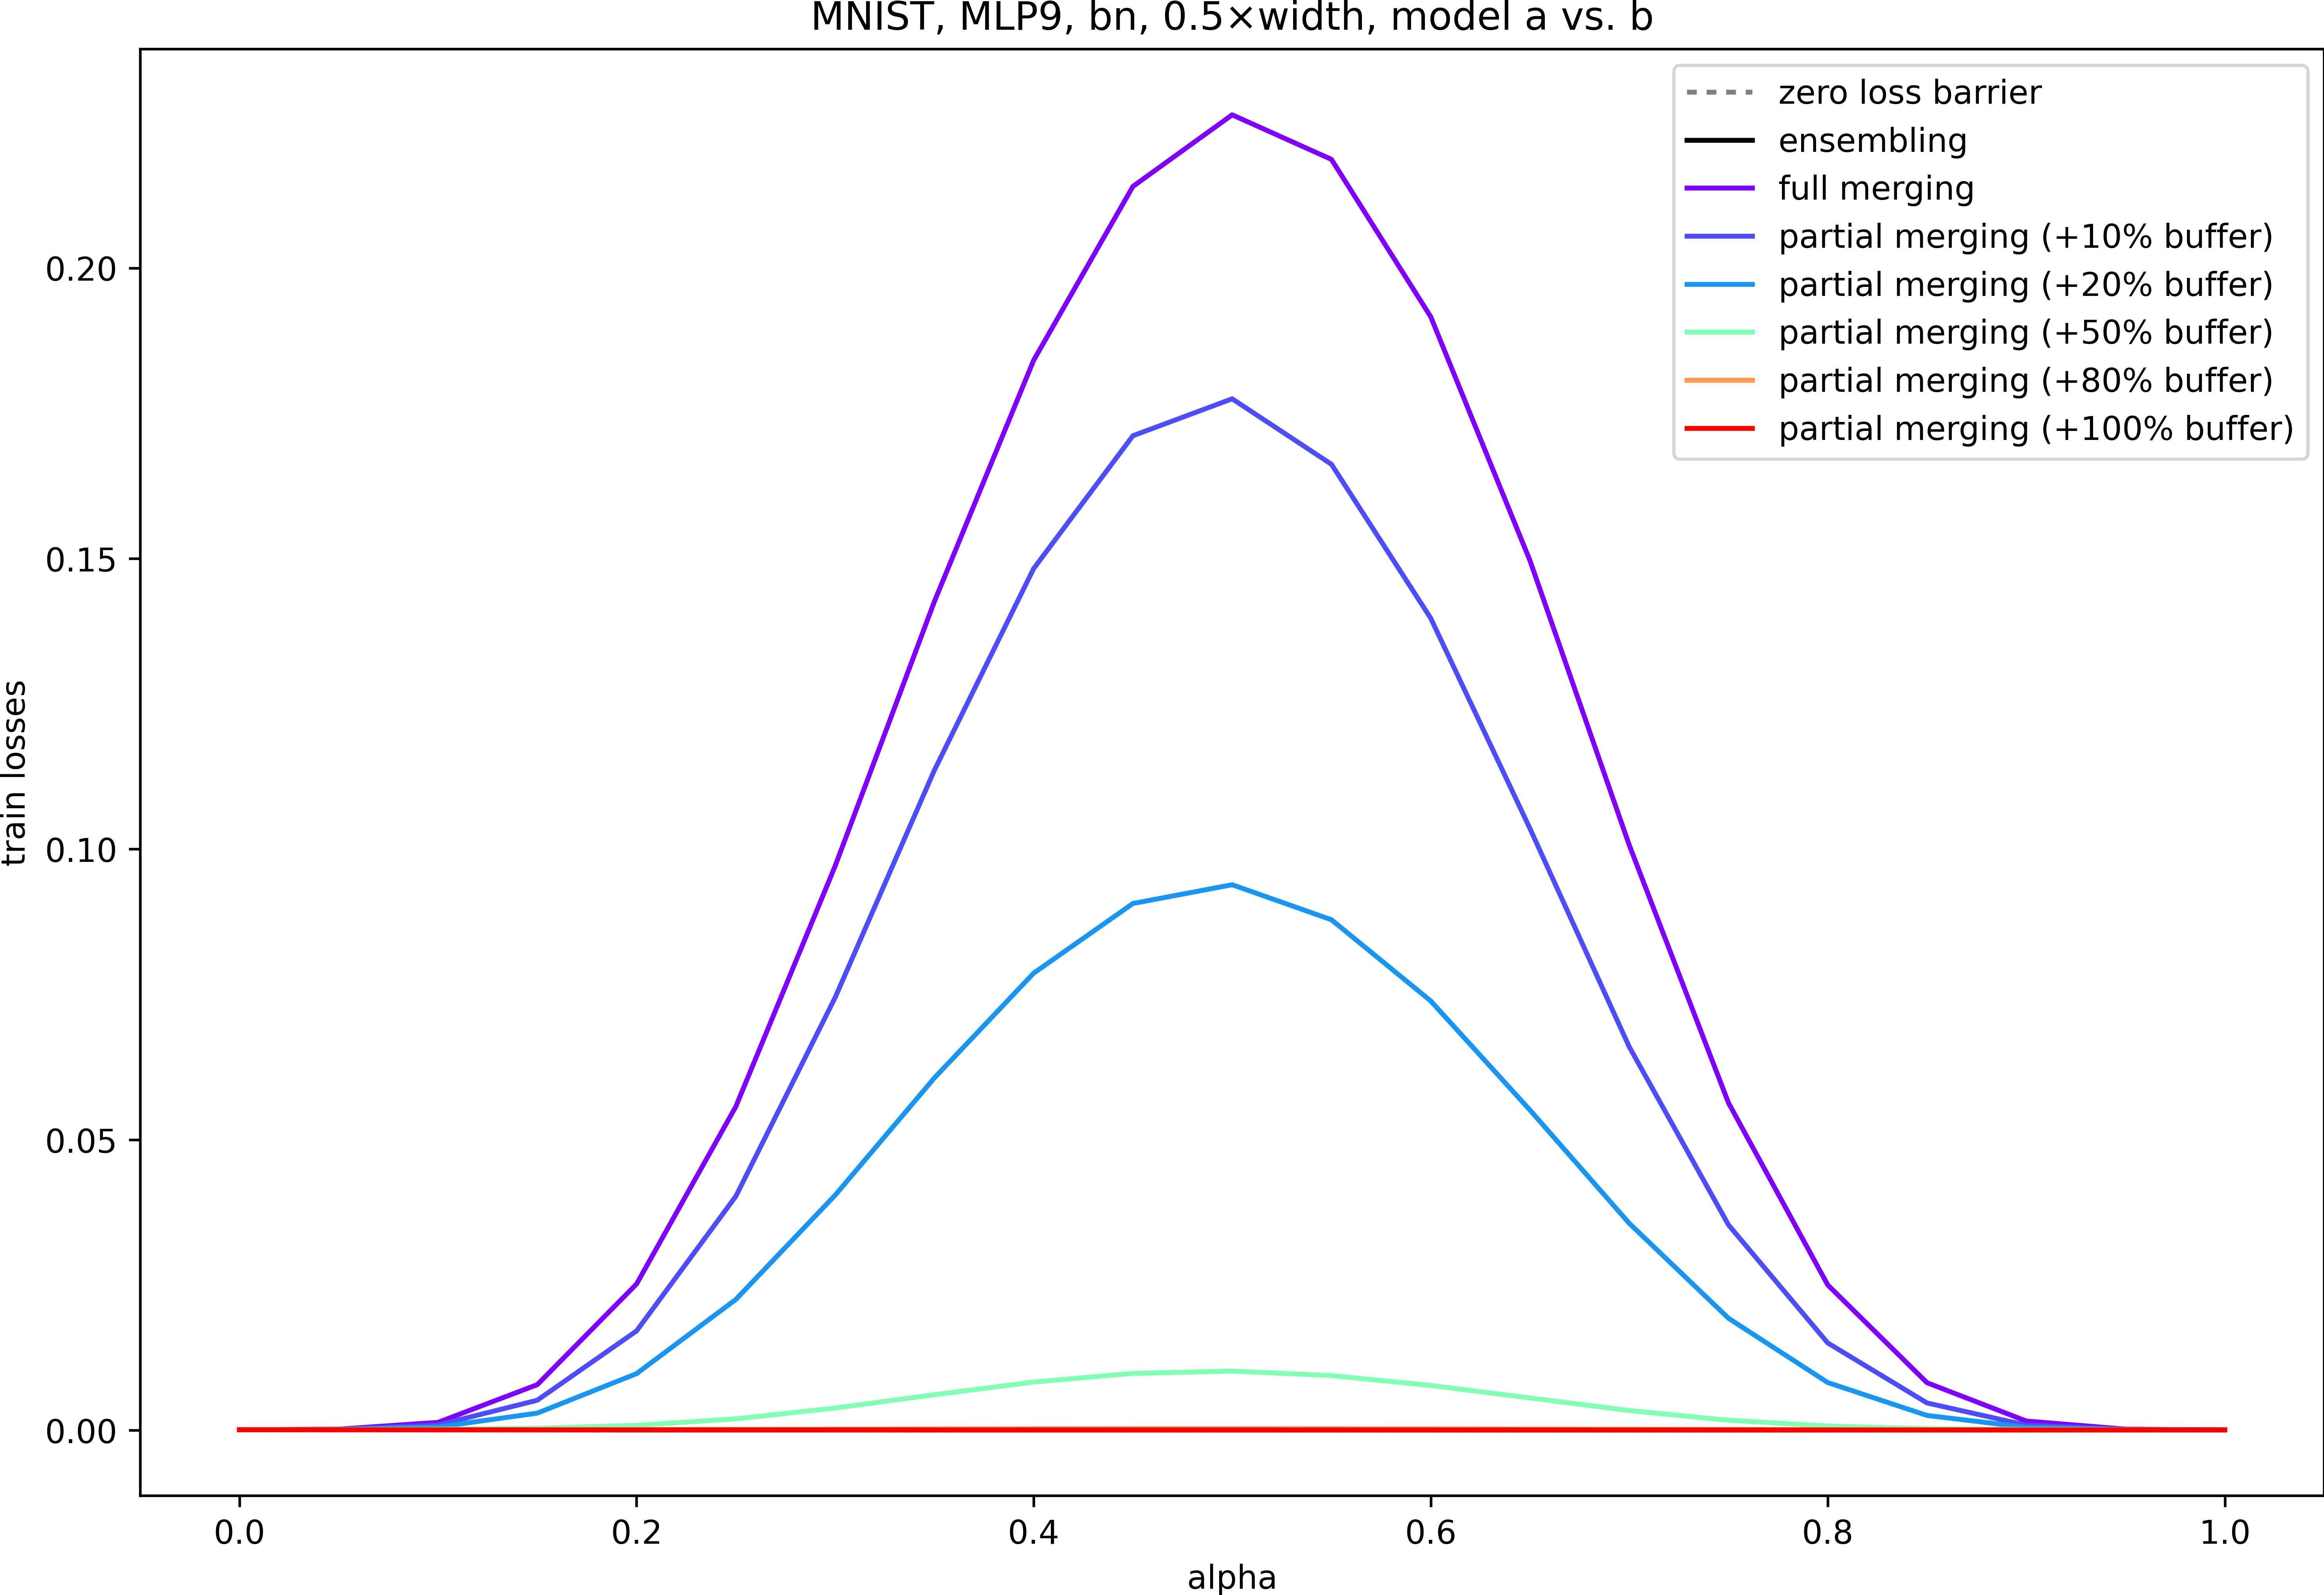 MNIST, MLP9, bn, 0.5×width, model a vs. b
zero loss barrier
ensembling
full merging
partial merging (+10% buffer)
partial merging (+20% buffer)
partial merging (+50% buffer)
partial merging (+80% buffer)
partial merging (+100% buffer)
train losses
0.20
0.15
0.10
0.05
0.00
0.0 0.2 0.4 0.6 0.8 1.0
alpha